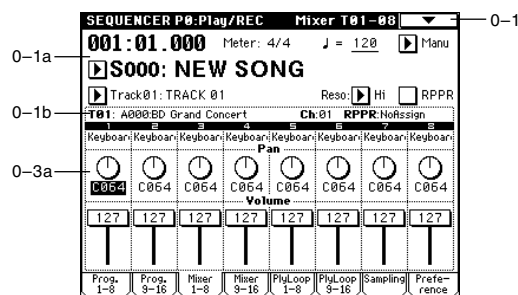 SEQUENCER P0:Play/REC Mixer T01-08
0-1
001:01.000 Meter: 4/4 ♩ = 120 Manu
0-1a
S000: NEW SONG
Track01: TRACK 01 Reso: Hi RPPR
0-1b
T01: A000:BD Grand Concert Ch:01 RPPR:NoAssign
1 2 3 4 5 6 7 8
Keyboar Keyboar Keyboar Keyboar Keyboar Keyboar Keyboar Keyboar
Pan
0-3a
C064 C064 C064 C064 C064 C064 C064 C064
Volume
127 127 127 127 127 127 127 127
Prog. 1-8 Prog. 9-16 Mixer 1-8 Mixer 9-16 PlyLoop 1-8 PlyLoop 9-16 Sampling Prefe-rence